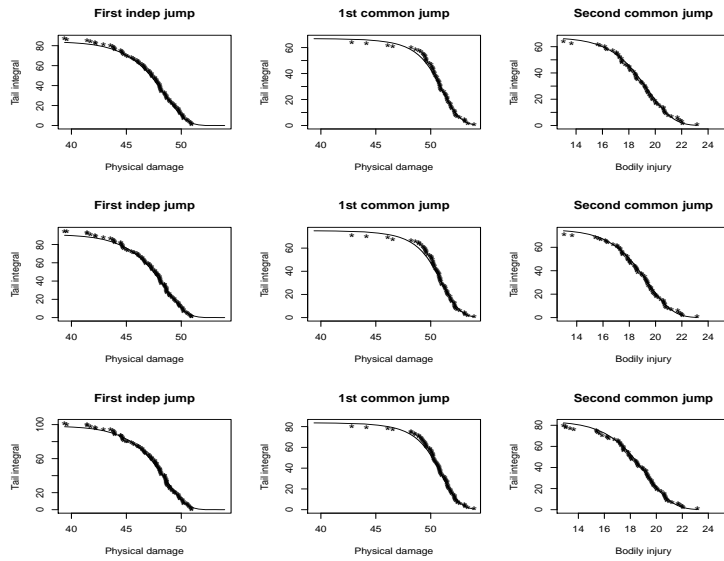 First indep jump
Tail integral
0 20 40 60 80
40 45 50
Physical damage
1st common jump
Tail integral
0 20 40 60
40 45 50
Physical damage
Second common jump
Tail integral
0 20 40 60
14 16 18 20 22 24
Bodily injury
First indep jump
Tail integral
0 20 40 60 80
40 45 50
Physical damage
1st common jump
Tail integral
0 20 40 60
40 45 50
Physical damage
Second common jump
Tail integral
0 20 40 60
14 16 18 20 22 24
Bodily injury
First indep jump
Tail integral
0 20 60 100
40 45 50
Physical damage
1st common jump
Tail integral
0 20 40 60 80
40 45 50
Physical damage
Second common jump
Tail integral
0 20 40 60 80
14 16 18 20 22 24
Bodily injury